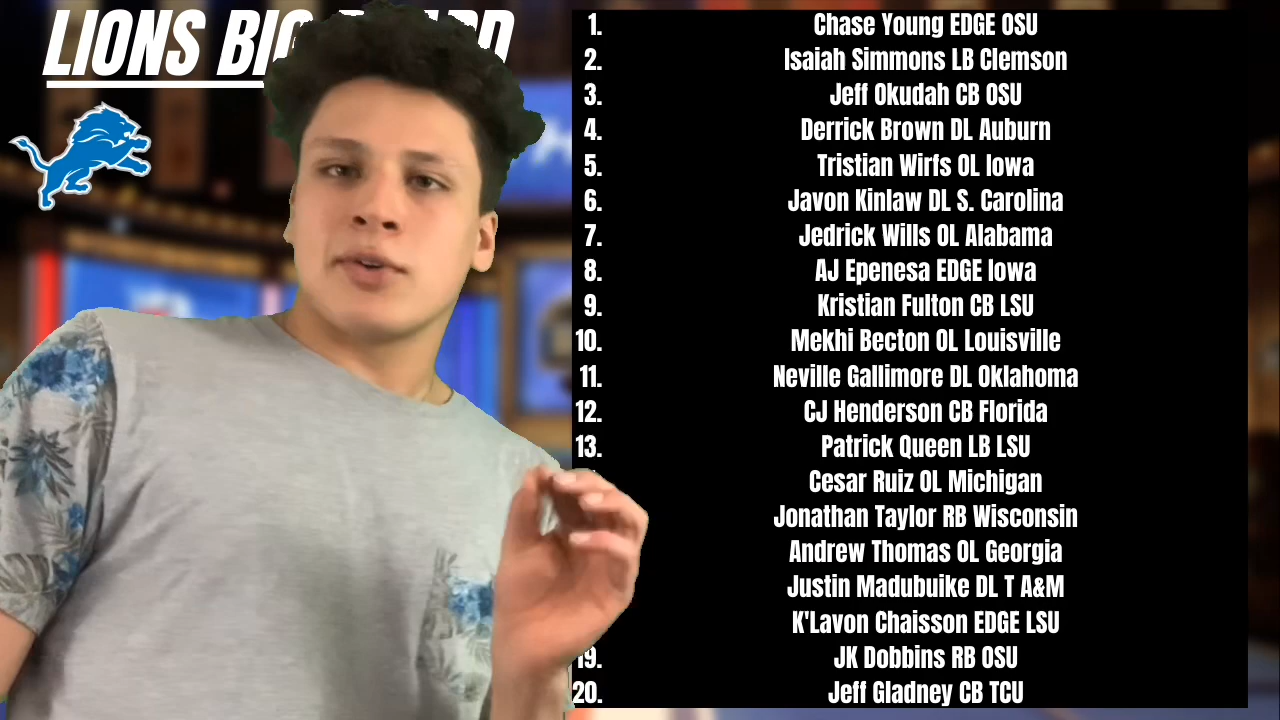 LIONS BIG
1. Chase Young EDGE OSU
2. Isaiah Simmons LB Clemson
3. Jeff Okudah CB OSU
4. Derrick Brown DL Auburn
5. Tristian Wirfs OL Iowa
6. Javon Kinlaw DL S. Carolina
7. Jedrick Wills OL Alabama
8. AJ Epenesa EDGE Iowa
9. Kristian Fulton CB LSU
10. Mekhi Becton OL Louisville
11. Neville Gallimore DL Oklahoma
12. CJ Henderson CB Florida
13. Patrick Queen LB LSU
Cesar Ruiz OL Michigan
Jonathan Taylor RB Wisconsin
Andrew Thomas OL Georgia
Justin Madubuike DL T A&M
K'Lavon Chaisson EDGE LSU
19. JK Dobbins RB OSU
20. Jeff Gladney CB TCU